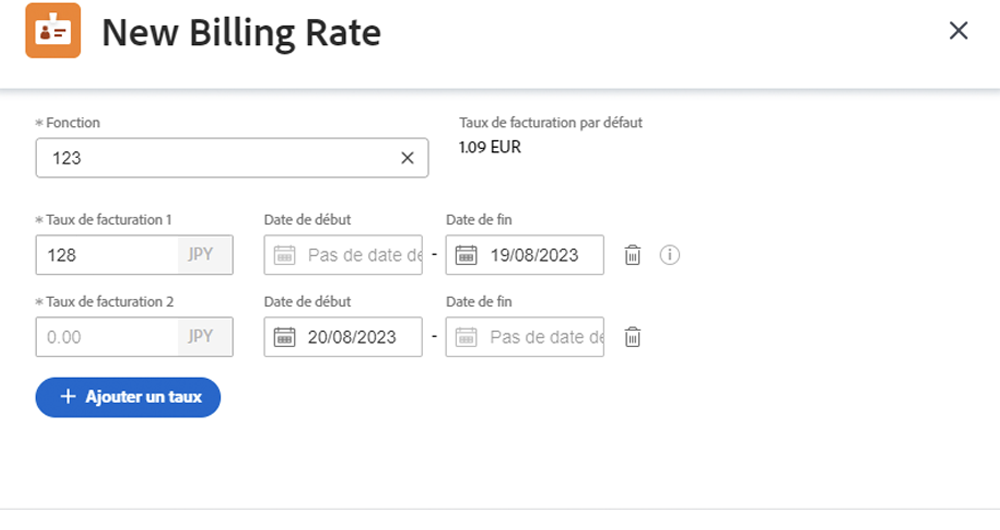 New Billing Rate
* Fonction
Taux de facturation par défaut
123
1.09 EUR
* Taux de facturation 1
Date de début
Date de fin
128 JPY
Pas de date de
-
19/08/2023
* Taux de facturation 2
Date de début
Date de fin
0.00 JPY
20/08/2023
-
Pas de date de
+ Ajouter un taux